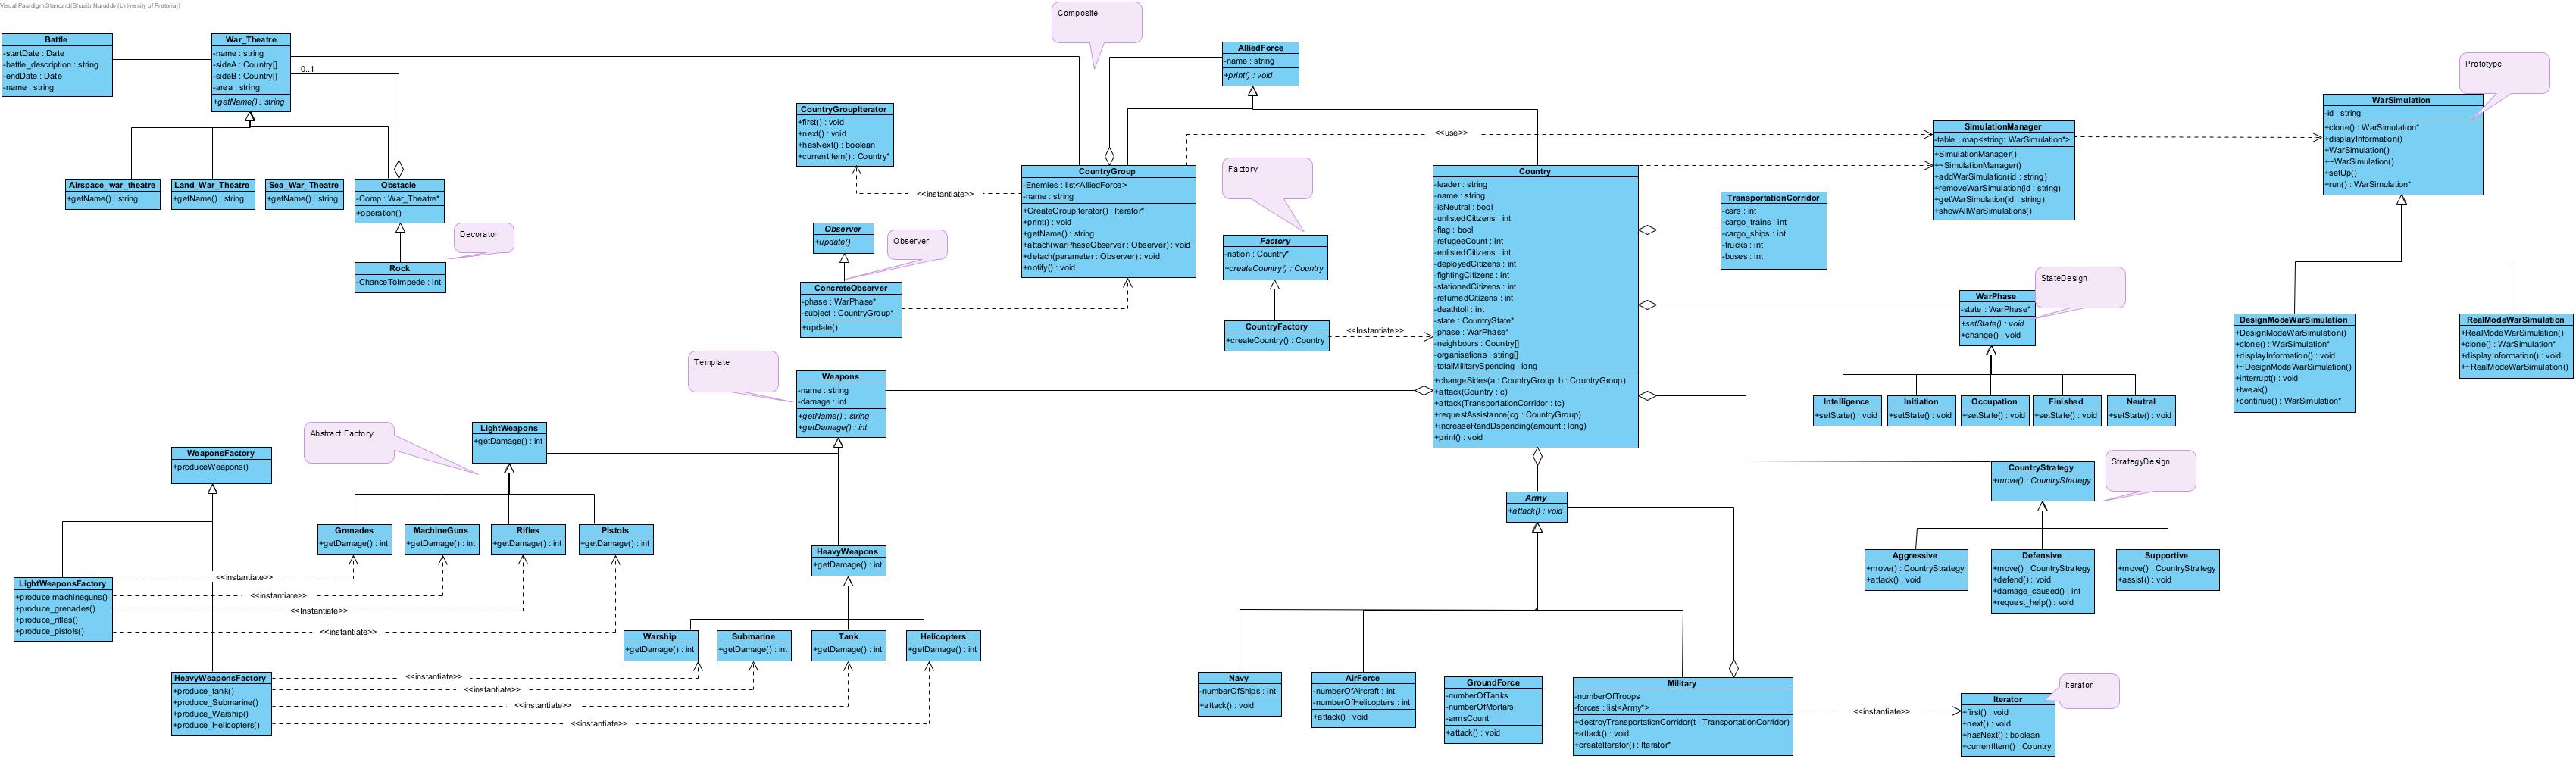 Visual Paradigm Standard(Shuaib Nuruddin(University of Pretoria))
Composite
Battle
-startDate : Date
-battle_description : string
-endDate : Date
-name : string
War_Theatre
-name : string
-sideA : Country[]
-sideB : Country[]
-area : string
+getName() : string
0..1
AlliedForce
-name : string
+print() : void
Prototype
WarSimulation
-id : string
+clone() : WarSimulation*
+displayInformation()
+WarSimulation()
+~WarSimulation()
+setUp()
+run() : WarSimulation*
CountryGroupIterator
+first() : void
+next() : void
+hasNext() : boolean
+currentItem() : Country*
<<use>>
SimulationManager
-table : map<string: WarSimulation*>
+SimulationManager()
+~SimulationManager()
+addWarSimulation(id : string)
+removeWarSimulation(id : string)
+getWarSimulation(id : string)
+showAllWarSimulations()
Airspace_war_theatre
+getName() : string
Land_War_Theatre
+getName() : string
Sea_War_Theatre
+getName() : string
Obstacle
-Comp : War_Theatre*
+operation()
<<instantiate>>
CountryGroup
-Enemies : list<AlliedForce>
-name : string
+CreateGroupIterator() : Iterator*
+print() : void
+getName() : string
+attach(warPhaseObserver : Observer) : void
+detach(parameter : Observer) : void
+notify() : void
Factory
Country
-leader : string
-name : string
-isNeutral : bool
-unlistedCitizens : int
-flag : bool
-refugeeCount : int
-enlistedCitizens : int
-deployedCitizens : int
-fightingCitizens : int
-stationedCitizens : int
-returnedCitizens : int
-deathtoll : int
-state : CountryState*
-phase : WarPhase*
-neighbours : Country[]
-organisations : string[]
-totalMilitarySpending : long
+changeSides(a : CountryGroup, b : CountryGroup)
+attack(Country : c)
+attack(TransportationCorridor : tc)
+requestAssistance(cg : CountryGroup)
+increaseRandDspending(amount : long)
+print() : void
TransportationCorridor
-cars : int
-cargo_trains : int
-cargo_ships : int
-trucks : int
-buses : int
Decorator
Rock
-ChanceToImpede : int
Observer
+update()
Observer
ConcreteObserver
-phase : WarPhase*
-subject : CountryGroup*
+update()
Factory
-nation : Country*
+createCountry() : Country
CountryFactory
+createCountry() : Country
<<Instantiate>>
StateDesign
WarPhase
-state : WarPhase*
+setState() : void
+change() : void
DesignModeWarSimulation
+DesignModeWarSimulation()
+clone() : WarSimulation*
+displayInformation() : void
+~DesignModeWarSimulation()
+interrupt() : void
+tweak()
+continue() : WarSimulation*
RealModeWarSimulation
+RealModeWarSimulation()
+clone() : WarSimulation*
+displayInformation() : void
+~RealModeWarSimulation()
Template
Weapons
-name : string
-damage : int
+getName() : string
+getDamage() : int
Intelligence
+setState() : void
Initiation
+setState() : void
Occupation
+setState() : void
Finished
+setState() : void
Neutral
+setState() : void
Abstract Factory
LightWeapons
+getDamage() : int
WeaponsFactory
+produceWeapons()
CountryStrategy
+move() : CountryStrategy
StrategyDesign
Army
+attack() : void
Grenades
+getDamage() : int
MachineGuns
+getDamage() : int
Rifles
+getDamage() : int
Pistols
+getDamage() : int
HeavyWeapons
+getDamage() : int
Aggressive
+move() : CountryStrategy
+attack() : void
Defensive
+move() : CountryStrategy
+defend() : void
+damage_caused() : int
+request_help() : void
Supportive
+move() : CountryStrategy
+assist() : void
LightWeaponsFactory
+produce machineguns()
+produce_grenades()
+produce_rifles()
+produce_pistols()
<<instantiate>>
<<instantiate>>
<<Instantiate>>
<<instantiate>>
Warship
+getDamage() : int
Submarine
+getDamage() : int
Tank
+getDamage() : int
Helicopters
+getDamage() : int
HeavyWeaponsFactory
+produce_tank()
+produce_Submarine()
+produce_Warship()
+produce_Helicopters()
<<instantiate>>
<<instantiate>>
<<instantiate>>
<<instantiate>>
Navy
-numberOfShips : int
+attack() : void
AirForce
-numberOfAircraft : int
-numberOfHelicopters : int
+attack() : void
GroundForce
-numberOfTanks
-numberOfMortars
-armsCount
+attack() : void
Military
-numberOfTroops
-forces : list<Army*>
+destroyTransportationCorridor(t : TransportationCorridor)
+attack() : void
+createIterator() : Iterator*
<<instantiate>>
Iterator
+first() : void
+next() : void
+hasNext() : boolean
+currentItem() : Country
Iterator